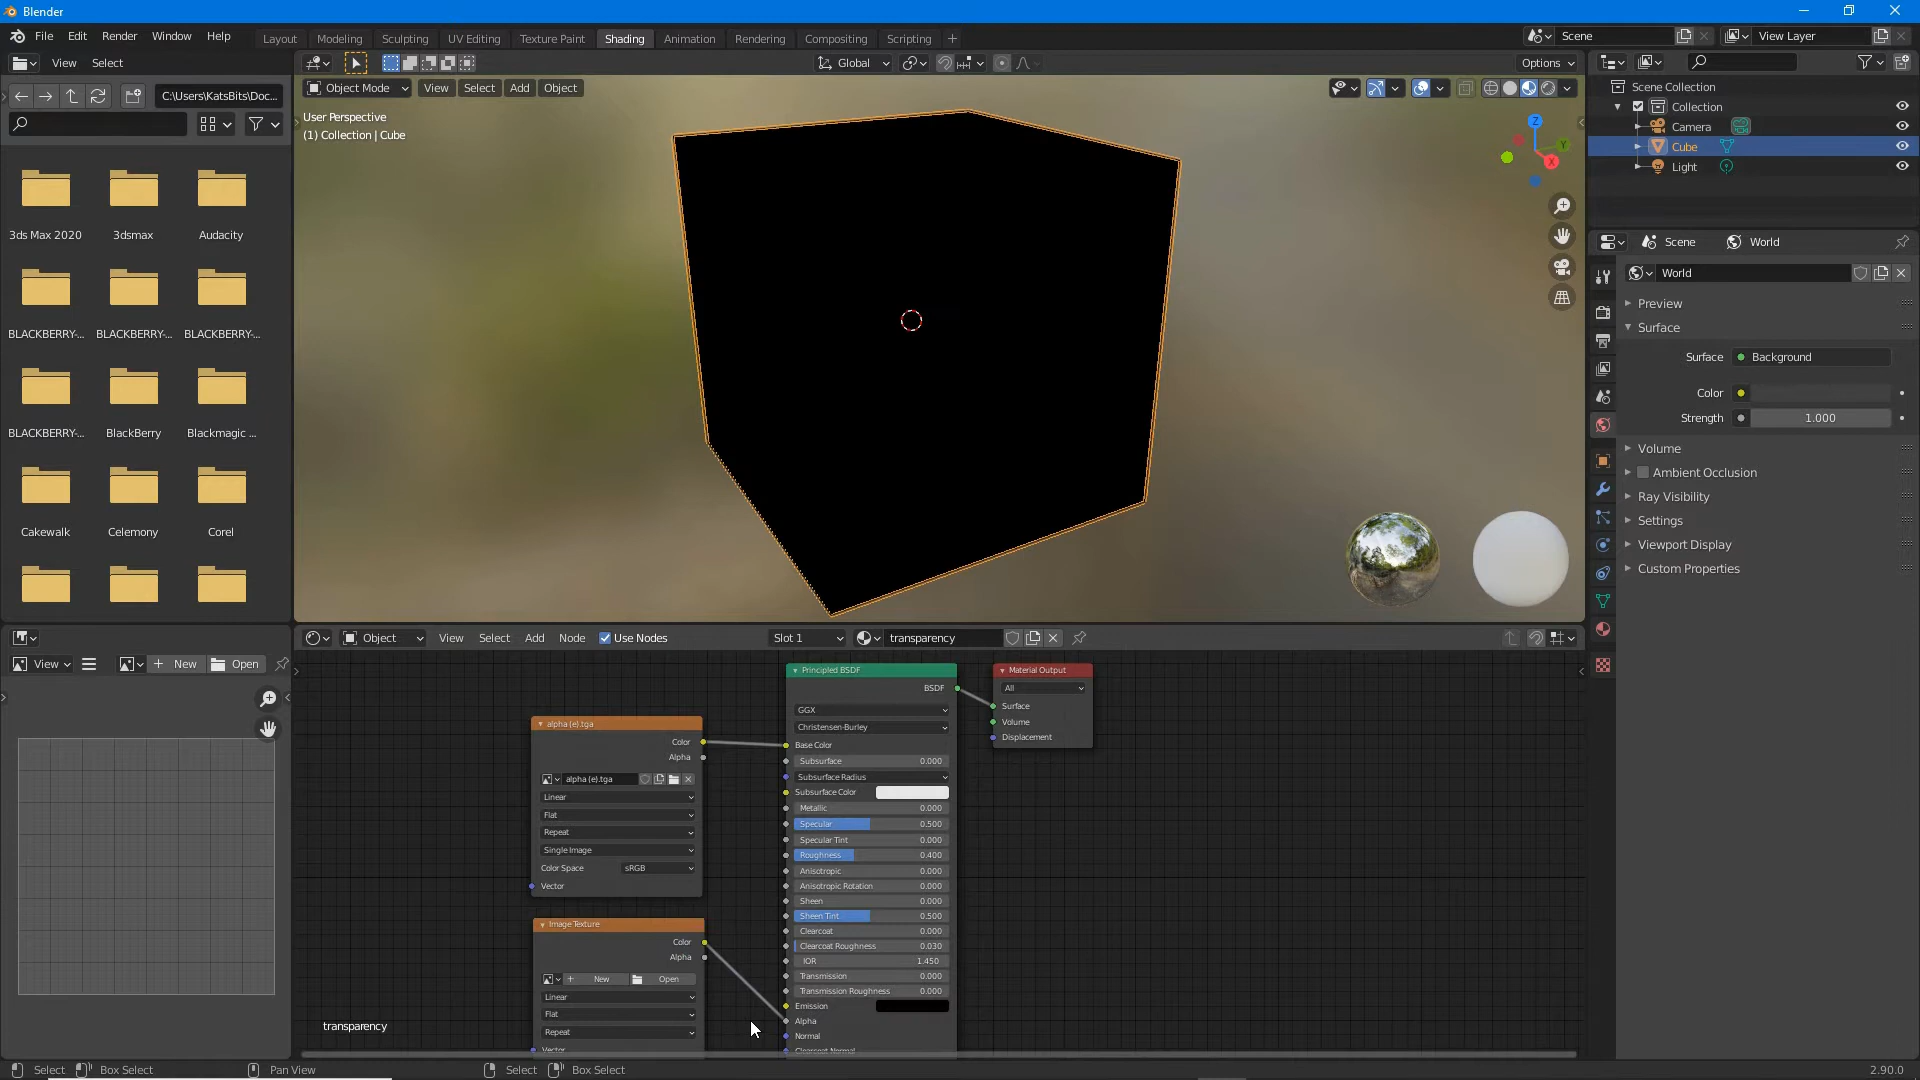 Blender
File Edit Render Window Help
Layout Modeling Sculpting UV Editing Texture Paint Shading Animation Rendering Compositing Scripting +
Scene View Layer
View Select
Global
Options
C:\Users\KatsBits\Doc...
Object Mode View Select Add Object
User Perspective
(1) Collection | Cube
Z
Y
X
Scene Collection
Collection
Camera
Cube
Light
3ds Max 2020 3dsmax Audacity
BLACKBERRY-... BLACKBERRY-... BLACKBERRY-...
BLACKBERRY-... BlackBerry Blackmagic ...
Cakewalk Celemony Corel
Scene World
World
Preview
Surface
Surface Background
Color
Strength 1.000
Volume
Ambient Occlusion
Ray Visibility
Settings
Viewport Display
Custom Properties
View + New Open
Object View Select Add Node Use Nodes Slot 1 transparency
alpha (e).tga
Color
Alpha
alpha (e).tga
Linear
Flat
Repeat
Single Image
Color Space sRGB
Vector
Image Texture
Color
Alpha
+ New Open
Linear
Flat
Repeat
Vector
Principled BSDF
BSDF
GGX
Christensen-Burley
Base Color
Subsurface 0.000
Subsurface Radius
Subsurface Color
Metallic 0.000
Specular 0.500
Specular Tint 0.000
Roughness 0.400
Anisotropic 0.000
Anisotropic Rotation 0.000
Sheen 0.000
Sheen Tint 0.500
Clearcoat 0.000
Clearcoat Roughness 0.030
IOR 1.450
Transmission 0.000
Transmission Roughness 0.000
Emission
Alpha
Normal
Clearcoat Normal
Material Output
All
Surface
Volume
Displacement
transparency
Select Box Select Pan View Select Box Select 2.90.0